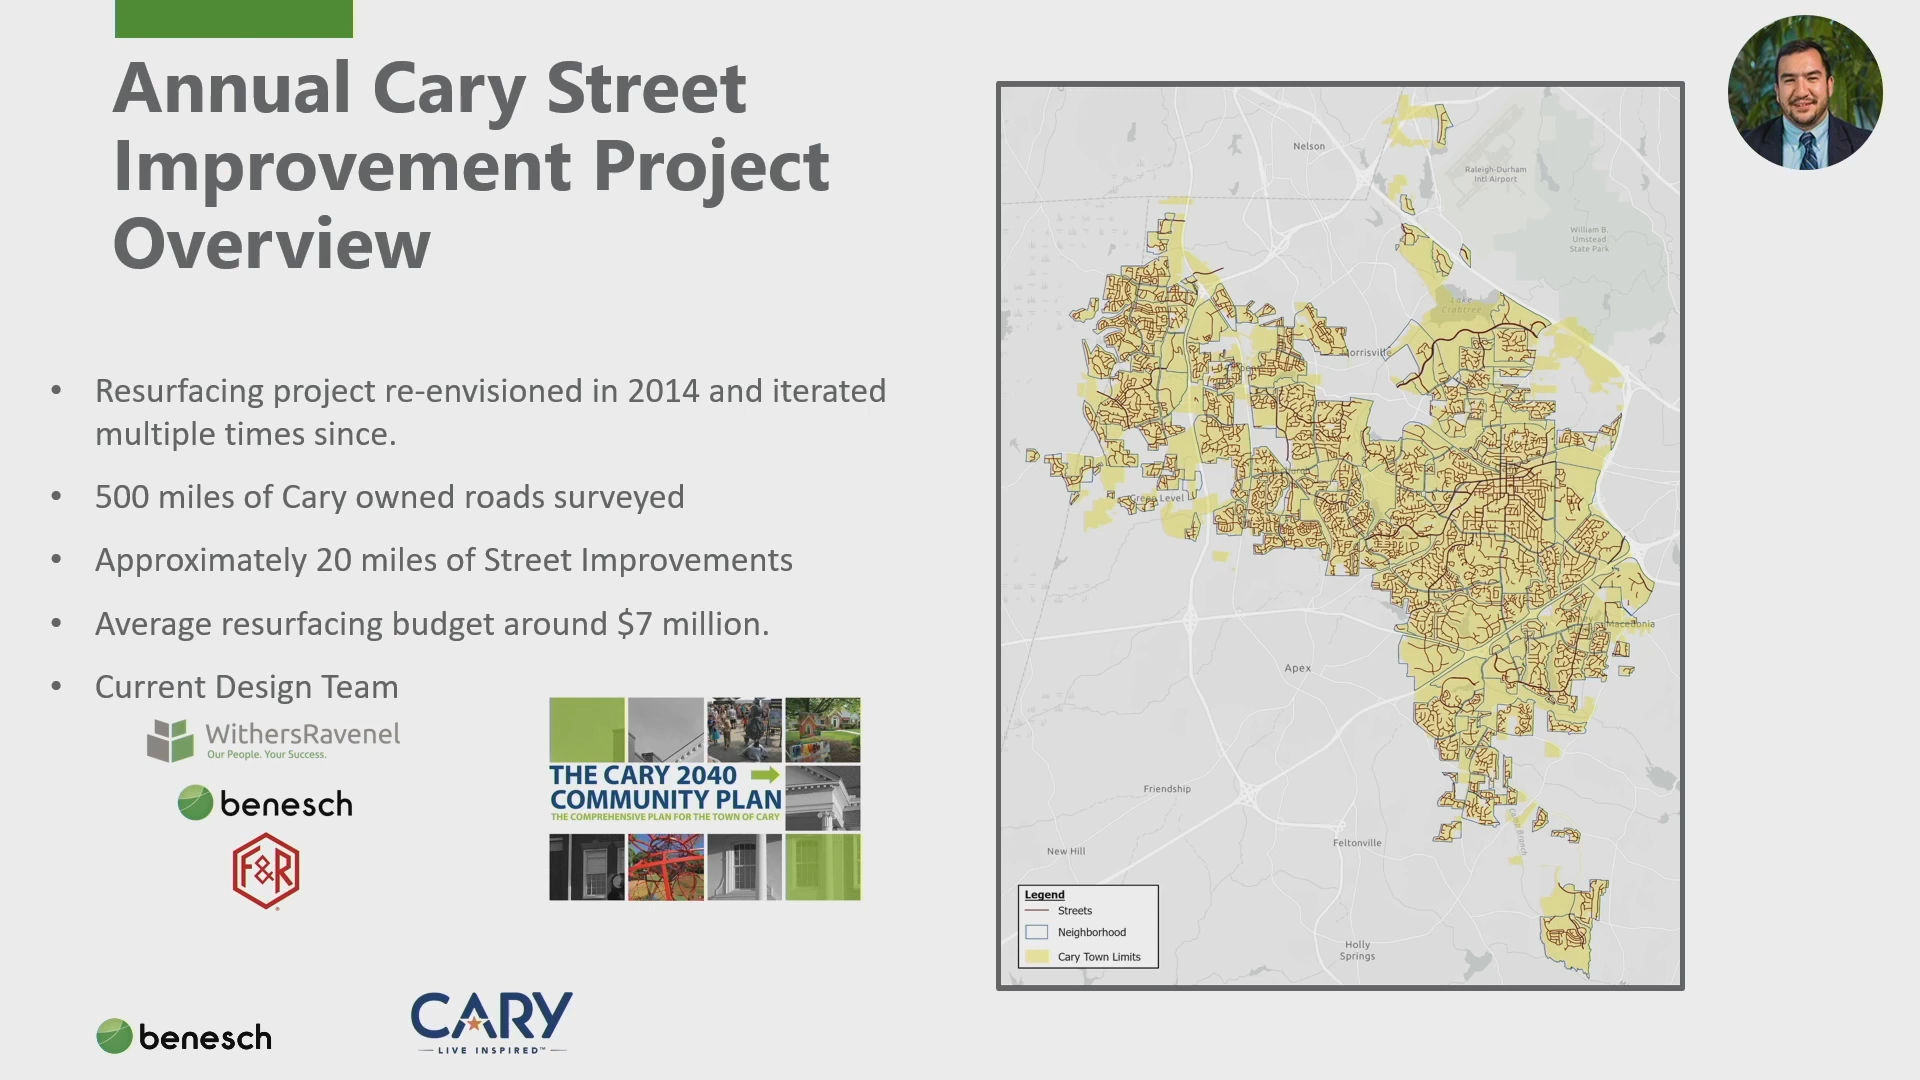 Annual Cary Street
Improvement Project
Overview
• Resurfacing project re-envisioned in 2014 and iterated
multiple times since.
• 500 miles of Cary owned roads surveyed
• Approximately 20 miles of Street Improvements
• Average resurfacing budget around $7 million.
• Current Design Team
WithersRavenel
Our People. Your Success.
benesch
F&R
THE CARY 2040
COMMUNITY PLAN
THE COMPREHENSIVE PLAN FOR THE TOWN OF CARY
benesch
CARY
LIVE INSPIRED™
Nelson
Raleigh-Durham
Intl Airport
William B.
Umstead
State Park
Lake
Crabtree
Morrisville
Green Level
Macedonia
Apex
Friendship
Feltonville
New Hill
Holly
Springs
Legend
Streets
Neighborhood
Cary Town Limits